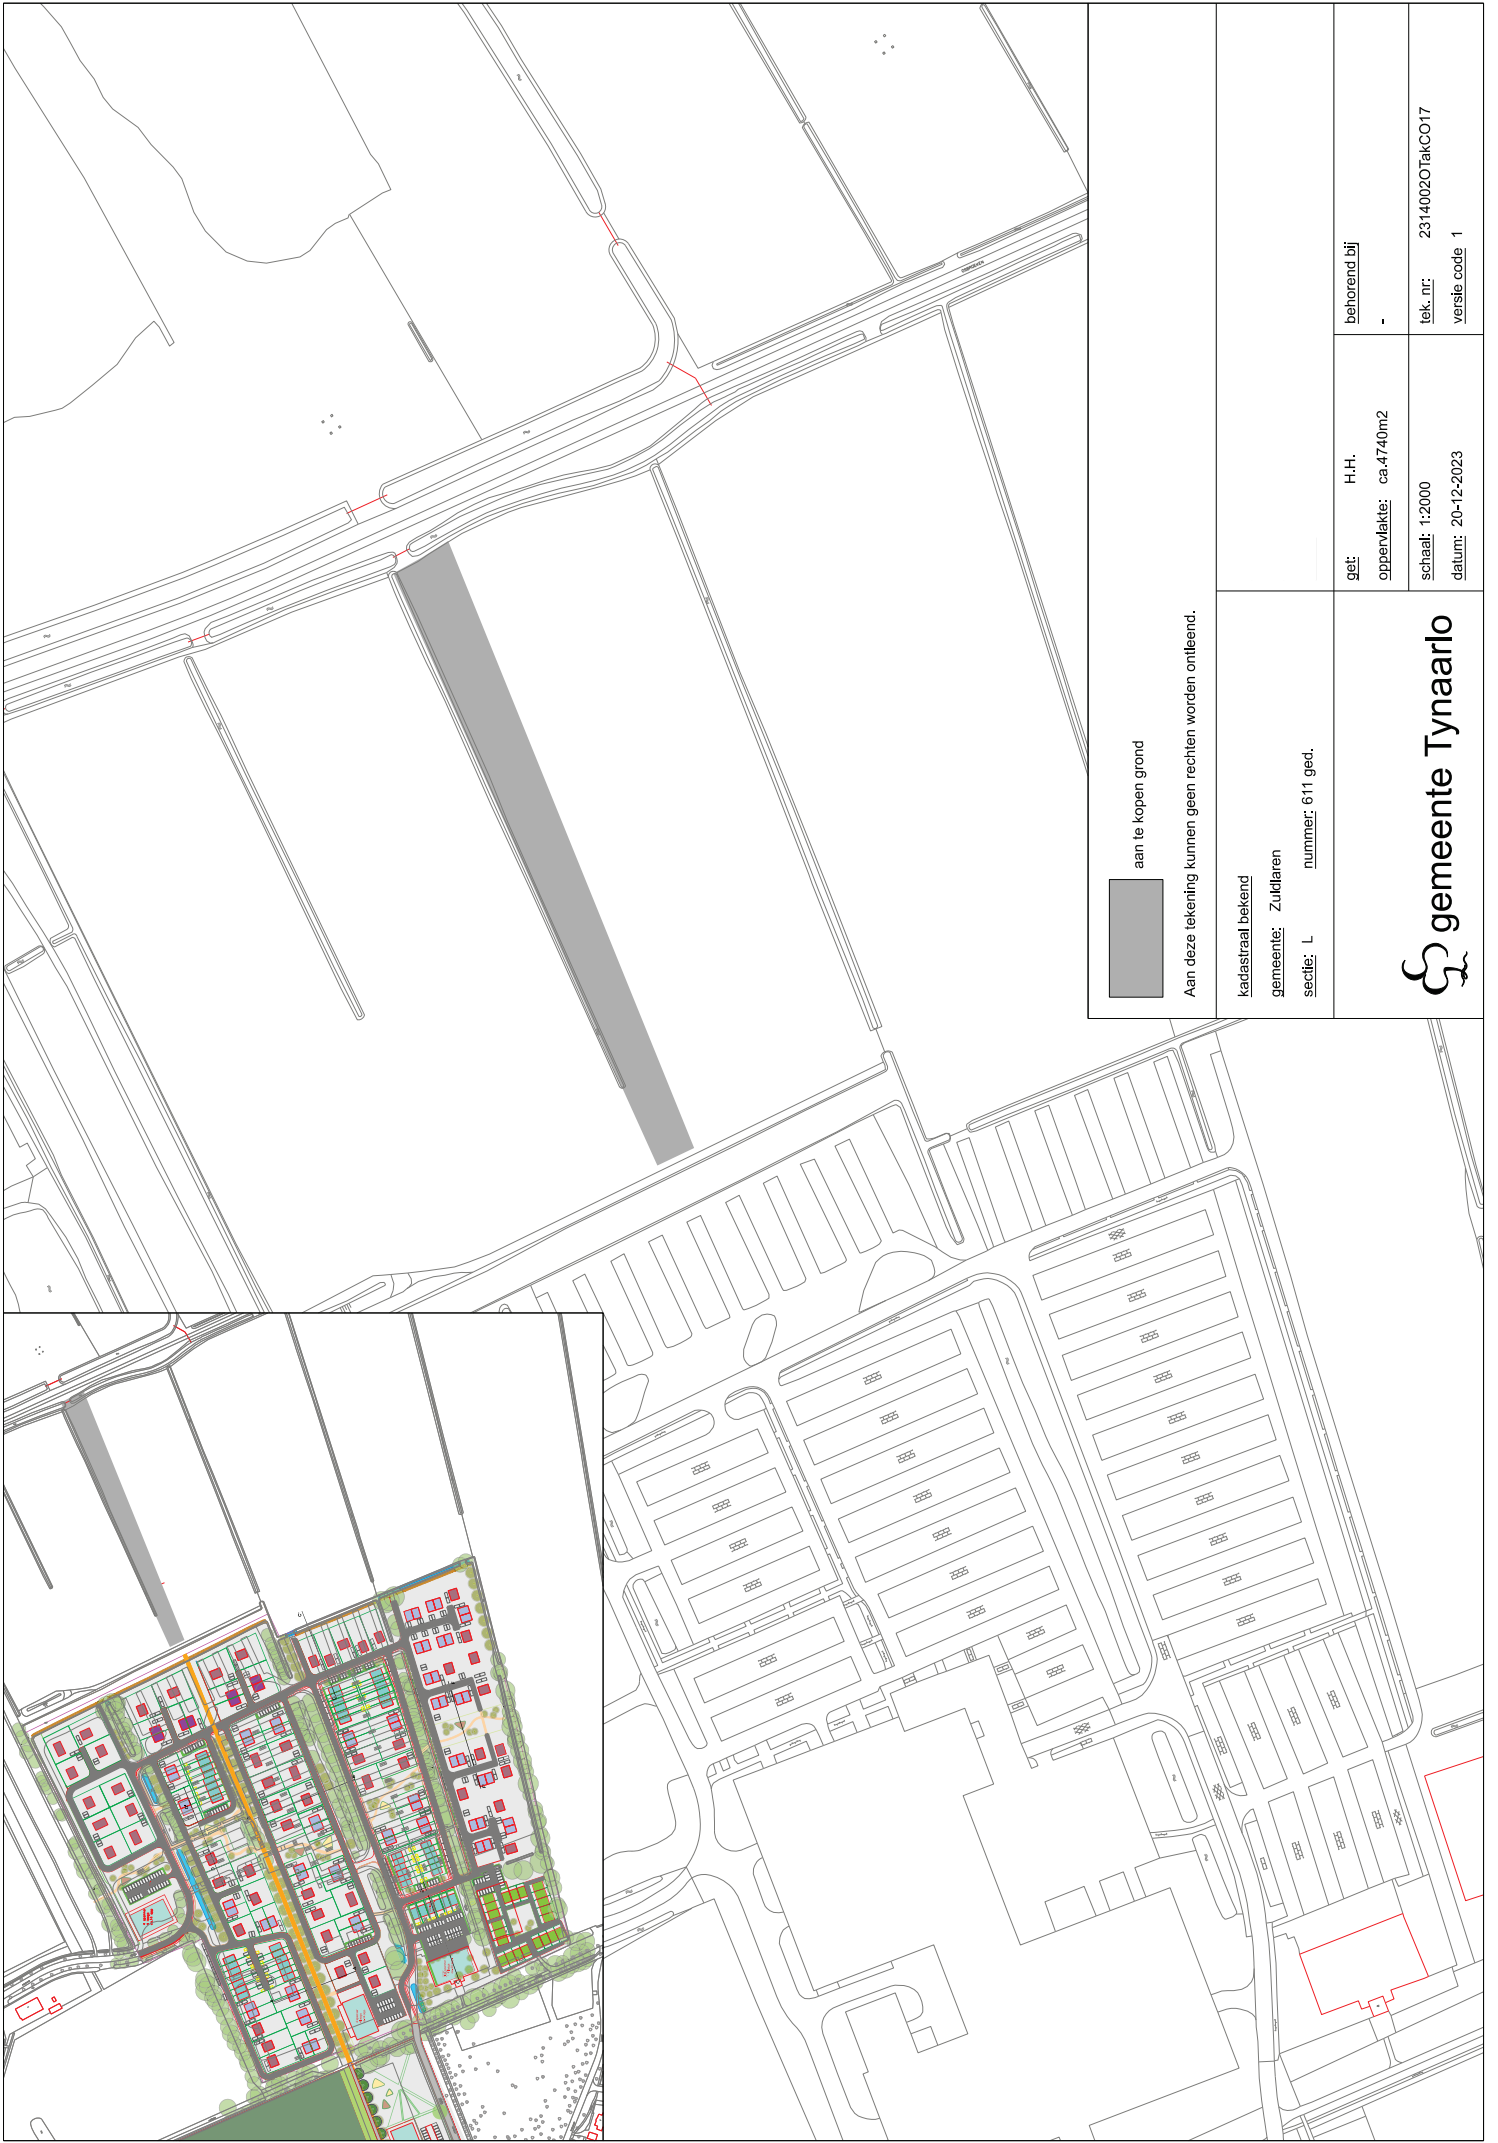 aan te kopen grond
Aan deze tekening kunnen geen rechten worden ontleend.
kadastraal bekend
gemeente: Zuidlaren
sectie: L nummer: 611 ged.
gemeente Tynaarlo
get: H.H.
oppervlakte: ca.4740m2
schaal: 1:2000
datum: 20-12-2023
behorend bij
-
tek. nr: 2314002OTakCO17
versie code 1